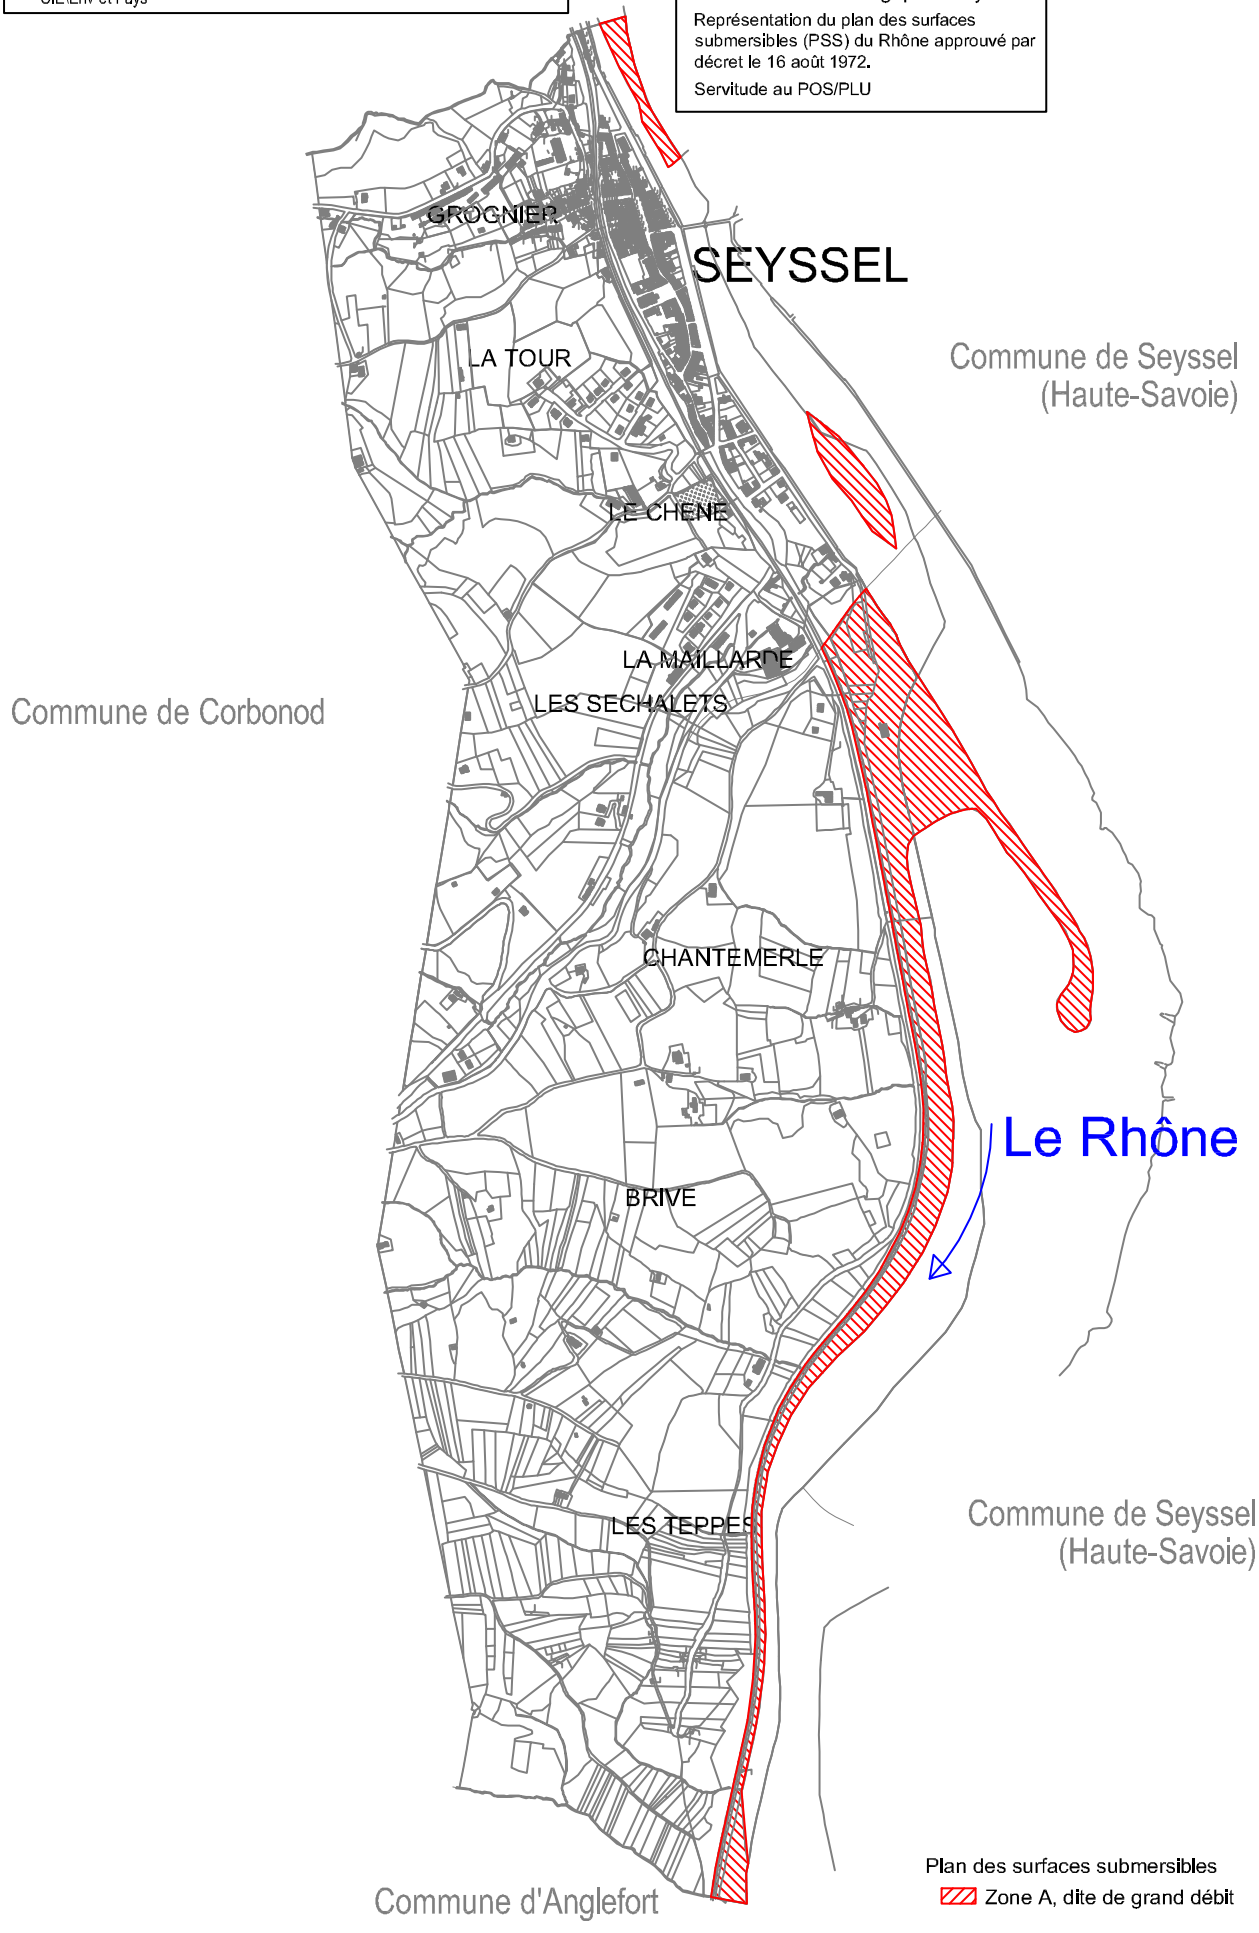 Représentation du plan des surfaces
submersibles (PSS) du Rhône approuvé par
décret le 16 août 1972.
Servitude au POS/PLU
GROGNIER
SEYSSEL
LA TOUR
Commune de Seyssel
(Haute-Savoie)
LE CHENE
LA MAILLARDE
LES SECHALETS
Commune de Corbonod
CHANTEMERLE
Le Rhône
BRIVE
Commune de Seyssel
(Haute-Savoie)
LES TEPPES
Plan des surfaces submersibles
Zone A, dite de grand débit
Commune d'Anglefort